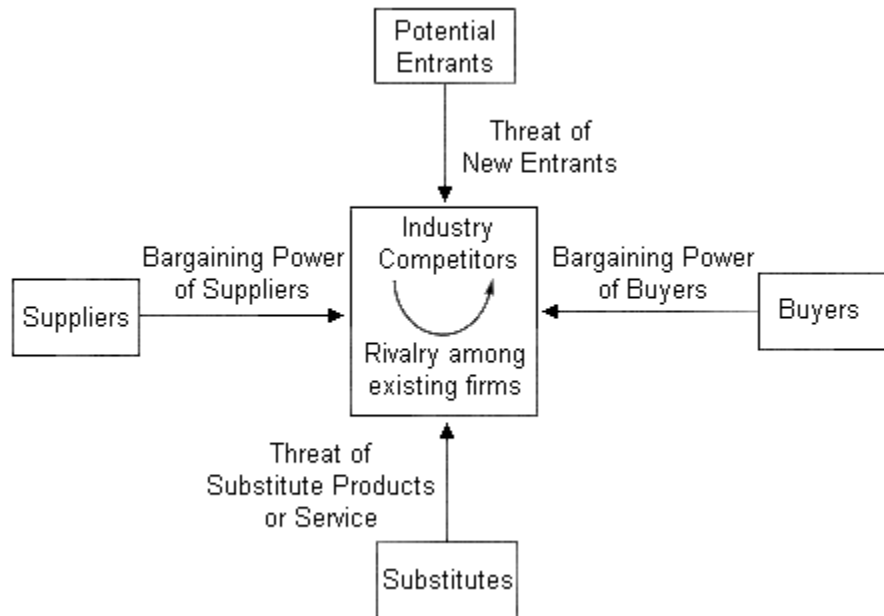 Potential
Entrants
Threat of
New Entrants
Industry
Competitors
Bargaining Power
of Suppliers
Bargaining Power
of Buyers
Suppliers
Buyers
Rivalry among
existing firms
Threat of
Substitute Products
or Service
Substitutes